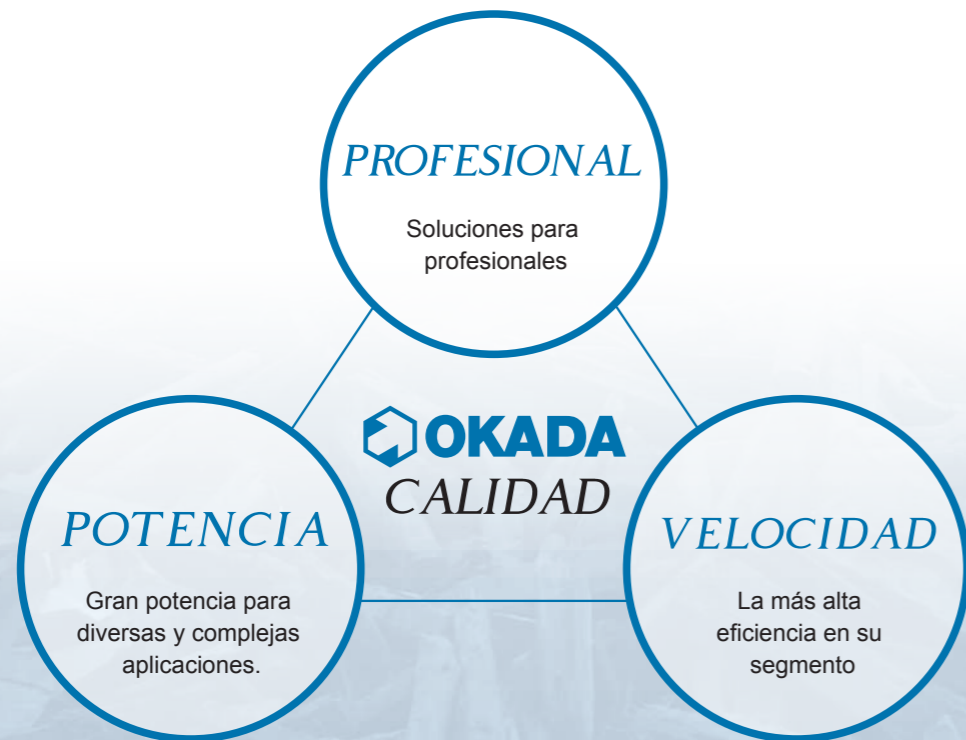 PROFESIONAL
Soluciones para
profesionales
OKADA
CALIDAD
POTENCIA
Gran potencia para
diversas y complejas
aplicaciones.
VELOCIDAD
La más alta
eficiencia en su
segmento